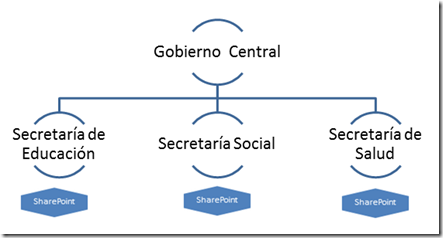 Gobierno Central
Secretaría de
Educación
Secretaría Social
Secretaría de
Salud
SharePoint
SharePoint
SharePoint